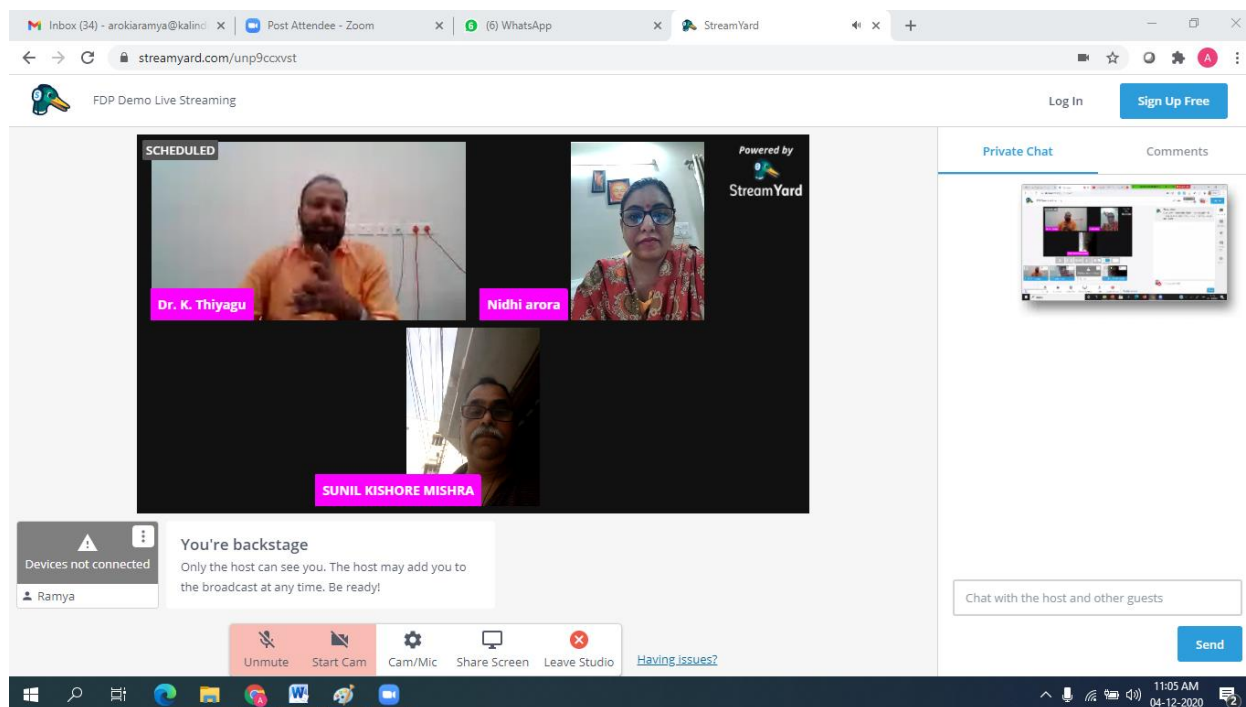 Inbox (34) - arokiaramya@kalind
Post Attendee - Zoom
(6) WhatsApp
StreamYard
streamyard.com/unp9ccxvst
A
FDP Demo Live Streaming
Log In
Sign Up Free
SCHEDULED
Powered by
StreamYard
Dr. K. Thiyagu
Nidhi arora
SUNIL KISHORE MISHRA
Private Chat
Comments
Devices not connected
Ramya
You're backstage
Only the host can see you. The host may add you to
the broadcast at any time. Be ready!
Chat with the host and other guests
Send
Unmute
Start Cam
Cam/Mic
Share Screen
Leave Studio
Having issues?
11:05 AM
04-12-2020
2